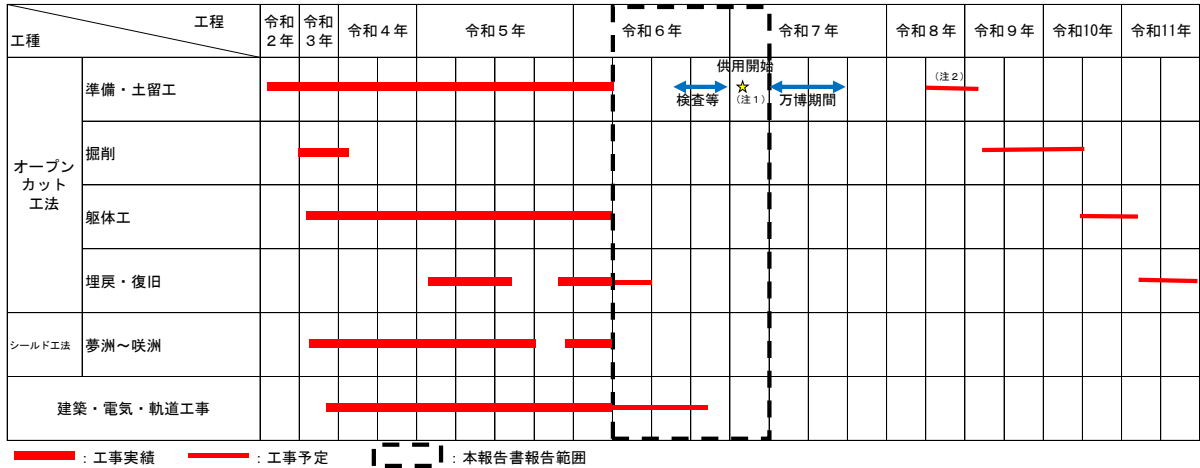 工程
工種
令和
２年
令和
３年
令和４年
令和５年
令和６年
令和７年
令和８年
令和９年
令和10年
令和11年
オープン
カット
工法
準備・土留工
検査等
供用開始
（注１）
万博期間
（注２）
掘削
躯体工
埋戻・復旧
シールド工法
夢洲～咲洲
建築・電気・軌道工事
：工事実績
：工事予定
：本報告書報告範囲